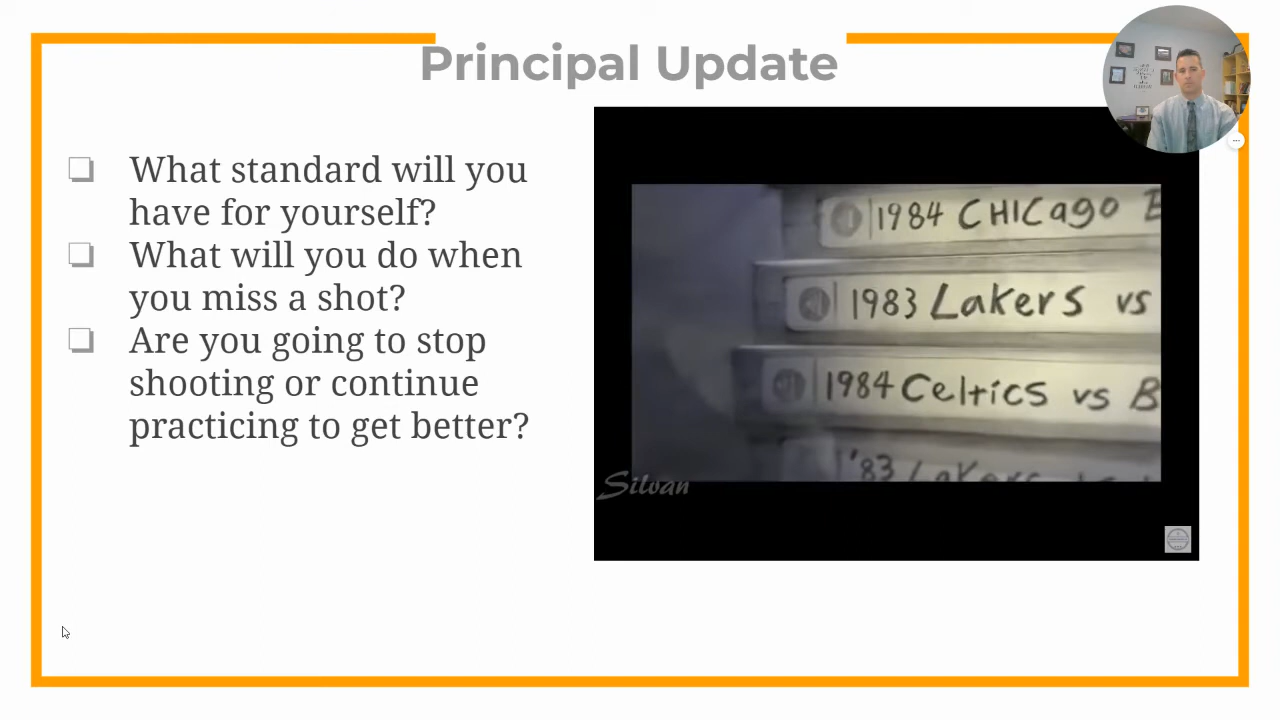 Principal Update
What standard will you
have for yourself?
What will you do when
you miss a shot?
Are you going to stop
shooting or continue
practicing to get better?
1984 CHICago
1983 Lakers vs
1984 Celtics vs B
'83 Lakers
Silvan